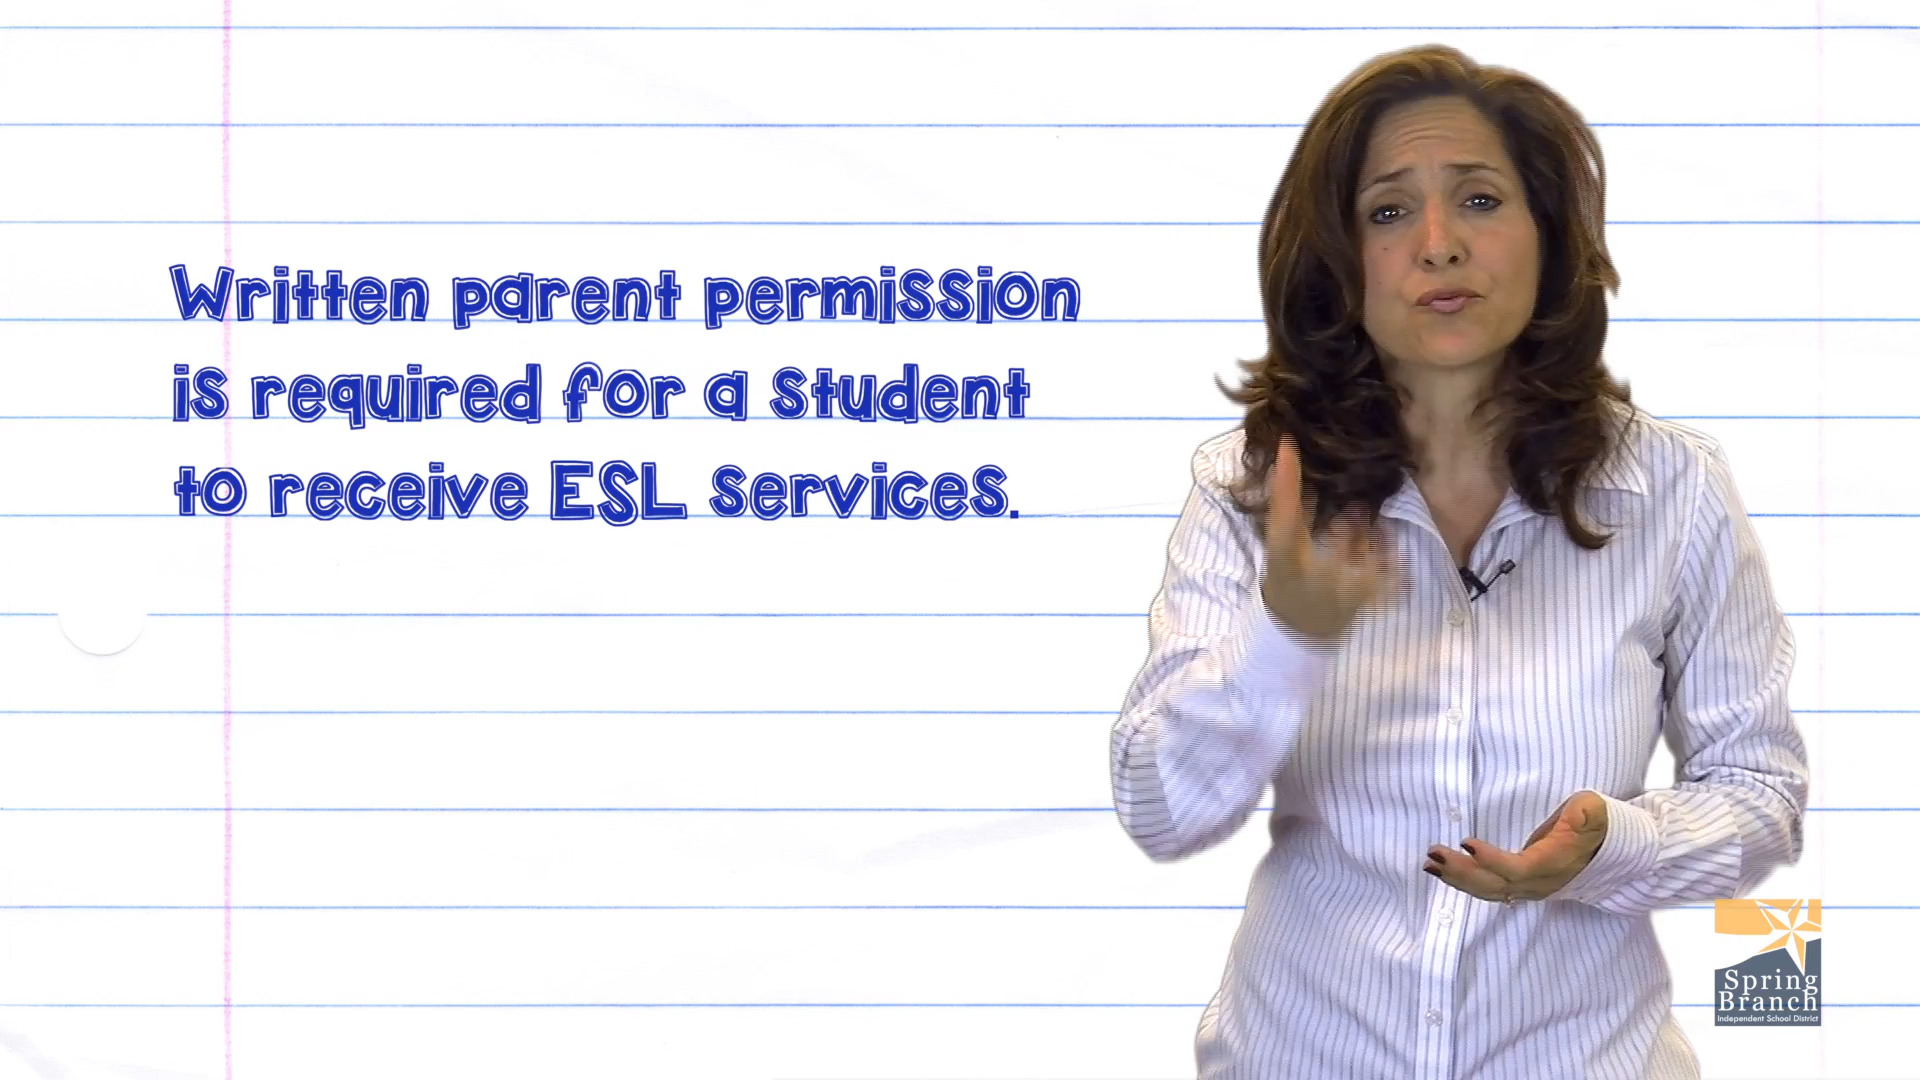 Written parent permission
is required for a student
to receive ESL services.
Spring
Branch
Independent School District